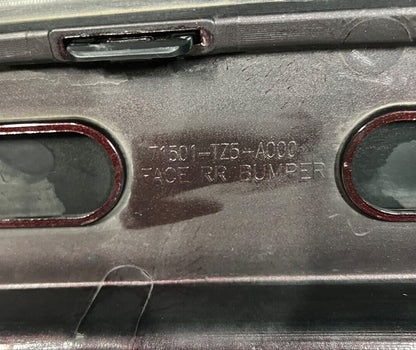 71501-TZ5-A000
FACE RR BUMPER